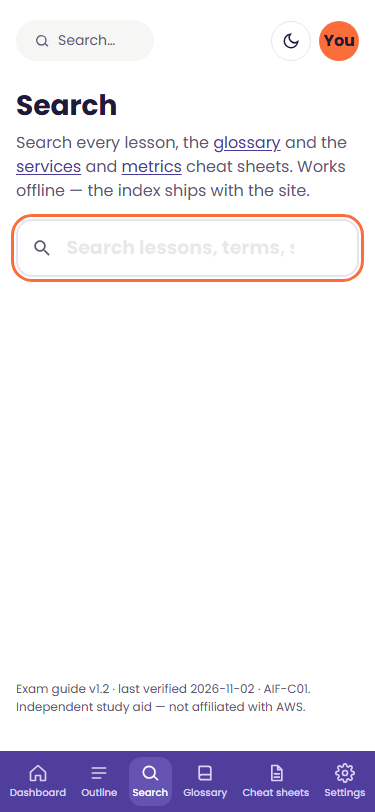 Search...
You
Search
Search every lesson, the glossary and the
services and metrics cheat sheets. Works
offline — the index ships with the site.
Search lessons, terms,
Exam guide v1.2 · last verified 2026-11-02 · AIF-C01.
Independent study aid — not affiliated with AWS.
Dashboard
Outline
Search
Glossary
Cheat sheets
Settings